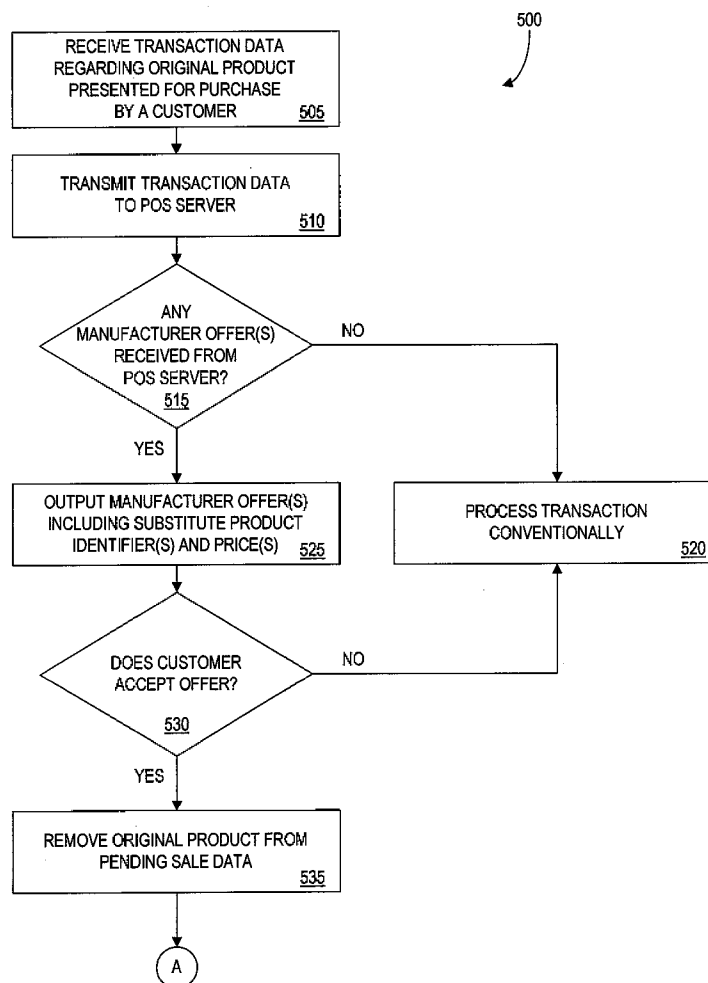 500
RECEIVE TRANSACTION DATA
REGARDING ORIGINAL PRODUCT
PRESENTED FOR PURCHASE
BY A CUSTOMER
505
TRANSMIT TRANSACTION DATA
TO POS SERVER
510
ANY
MANUFACTURER OFFER(S)
RECEIVED FROM
POS SERVER?
515
NO
YES
OUTPUT MANUFACTURER OFFER(S)
INCLUDING SUBSTITUTE PRODUCT
IDENTIFIER(S) AND PRICE(S)
525
PROCESS TRANSACTION
CONVENTIONALLY
520
DOES CUSTOMER
ACCEPT OFFER?
530
NO
YES
REMOVE ORIGINAL PRODUCT FROM
PENDING SALE DATA
535
A